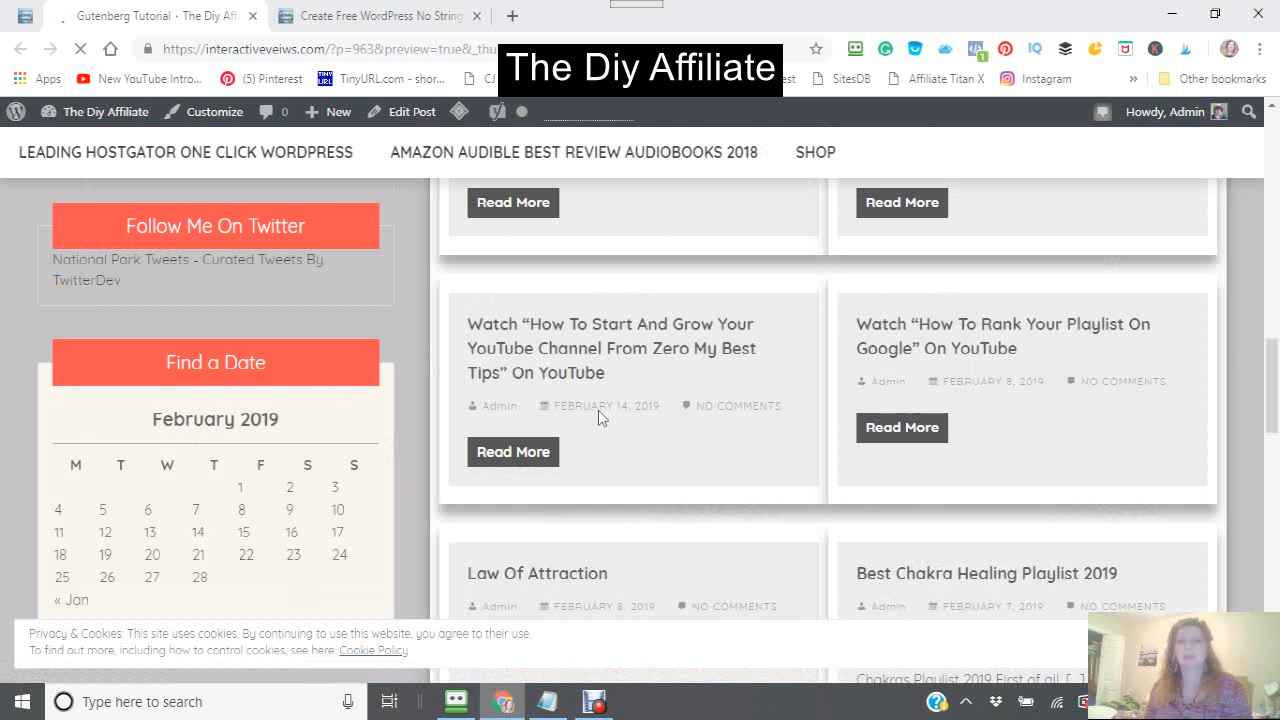 Gutenberg Tutorial • The Diy Affi
Create Free WordPress No String
https://interactiveveiws.com/?p=963&preview=true&_thu
The Diy Affiliate
Apps
New YouTube Intro...
(5) Pinterest
TinyURL.com - shor...
CJ
SitesDB
Affiliate Titan X
Instagram
»
Other bookmarks
The Diy Affiliate
Customize
0
New
Edit Post
Howdy, Admin
LEADING HOSTGATOR ONE CLICK WORDPRESS
AMAZON AUDIBLE BEST REVIEW AUDIOBOOKS 2018
SHOP
Read More
Read More
Follow Me On Twitter
National Park Tweets - Curated Tweets By
TwitterDev
Watch “How To Start And Grow Your
YouTube Channel From Zero My Best
Tips” On YouTube
Admin
FEBRUARY 14, 2019
NO COMMENTS
Read More
Watch “How To Rank Your Playlist On
Google” On YouTube
Admin
FEBRUARY 8, 2019
NO COMMENTS
Read More
Find a Date
February 2019
M T W T F S S
1 2 3
4 5 6 7 8 9 10
11 12 13 14 15 16 17
18 19 20 21 22 23 24
25 26 27 28
« Jan
Law Of Attraction
Admin
FEBRUARY 8, 2019
NO COMMENTS
Best Chakra Healing Playlist 2019
Admin
FEBRUARY 7, 2019
NO COMMENTS
Privacy & Cookies: This site uses cookies. By continuing to use this website, you agree to their use.
To find out more, including how to control cookies, see here: Cookie Policy
Chakras Playlist 2019 First of all, [...]
Type here to search